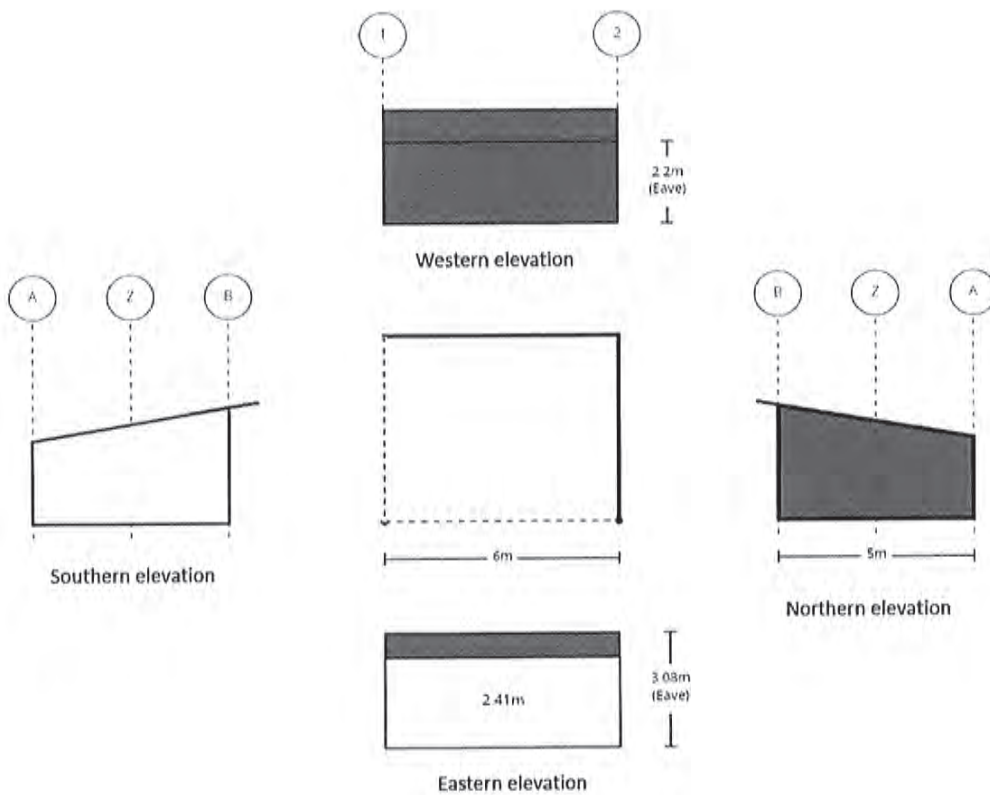 1
2
2.2m
(Eave)
Western elevation
A
Z
B
Southern elevation
B
Z
A
5m
Northern elevation
6m
3.08m
(Eave)
2.41m
Eastern elevation